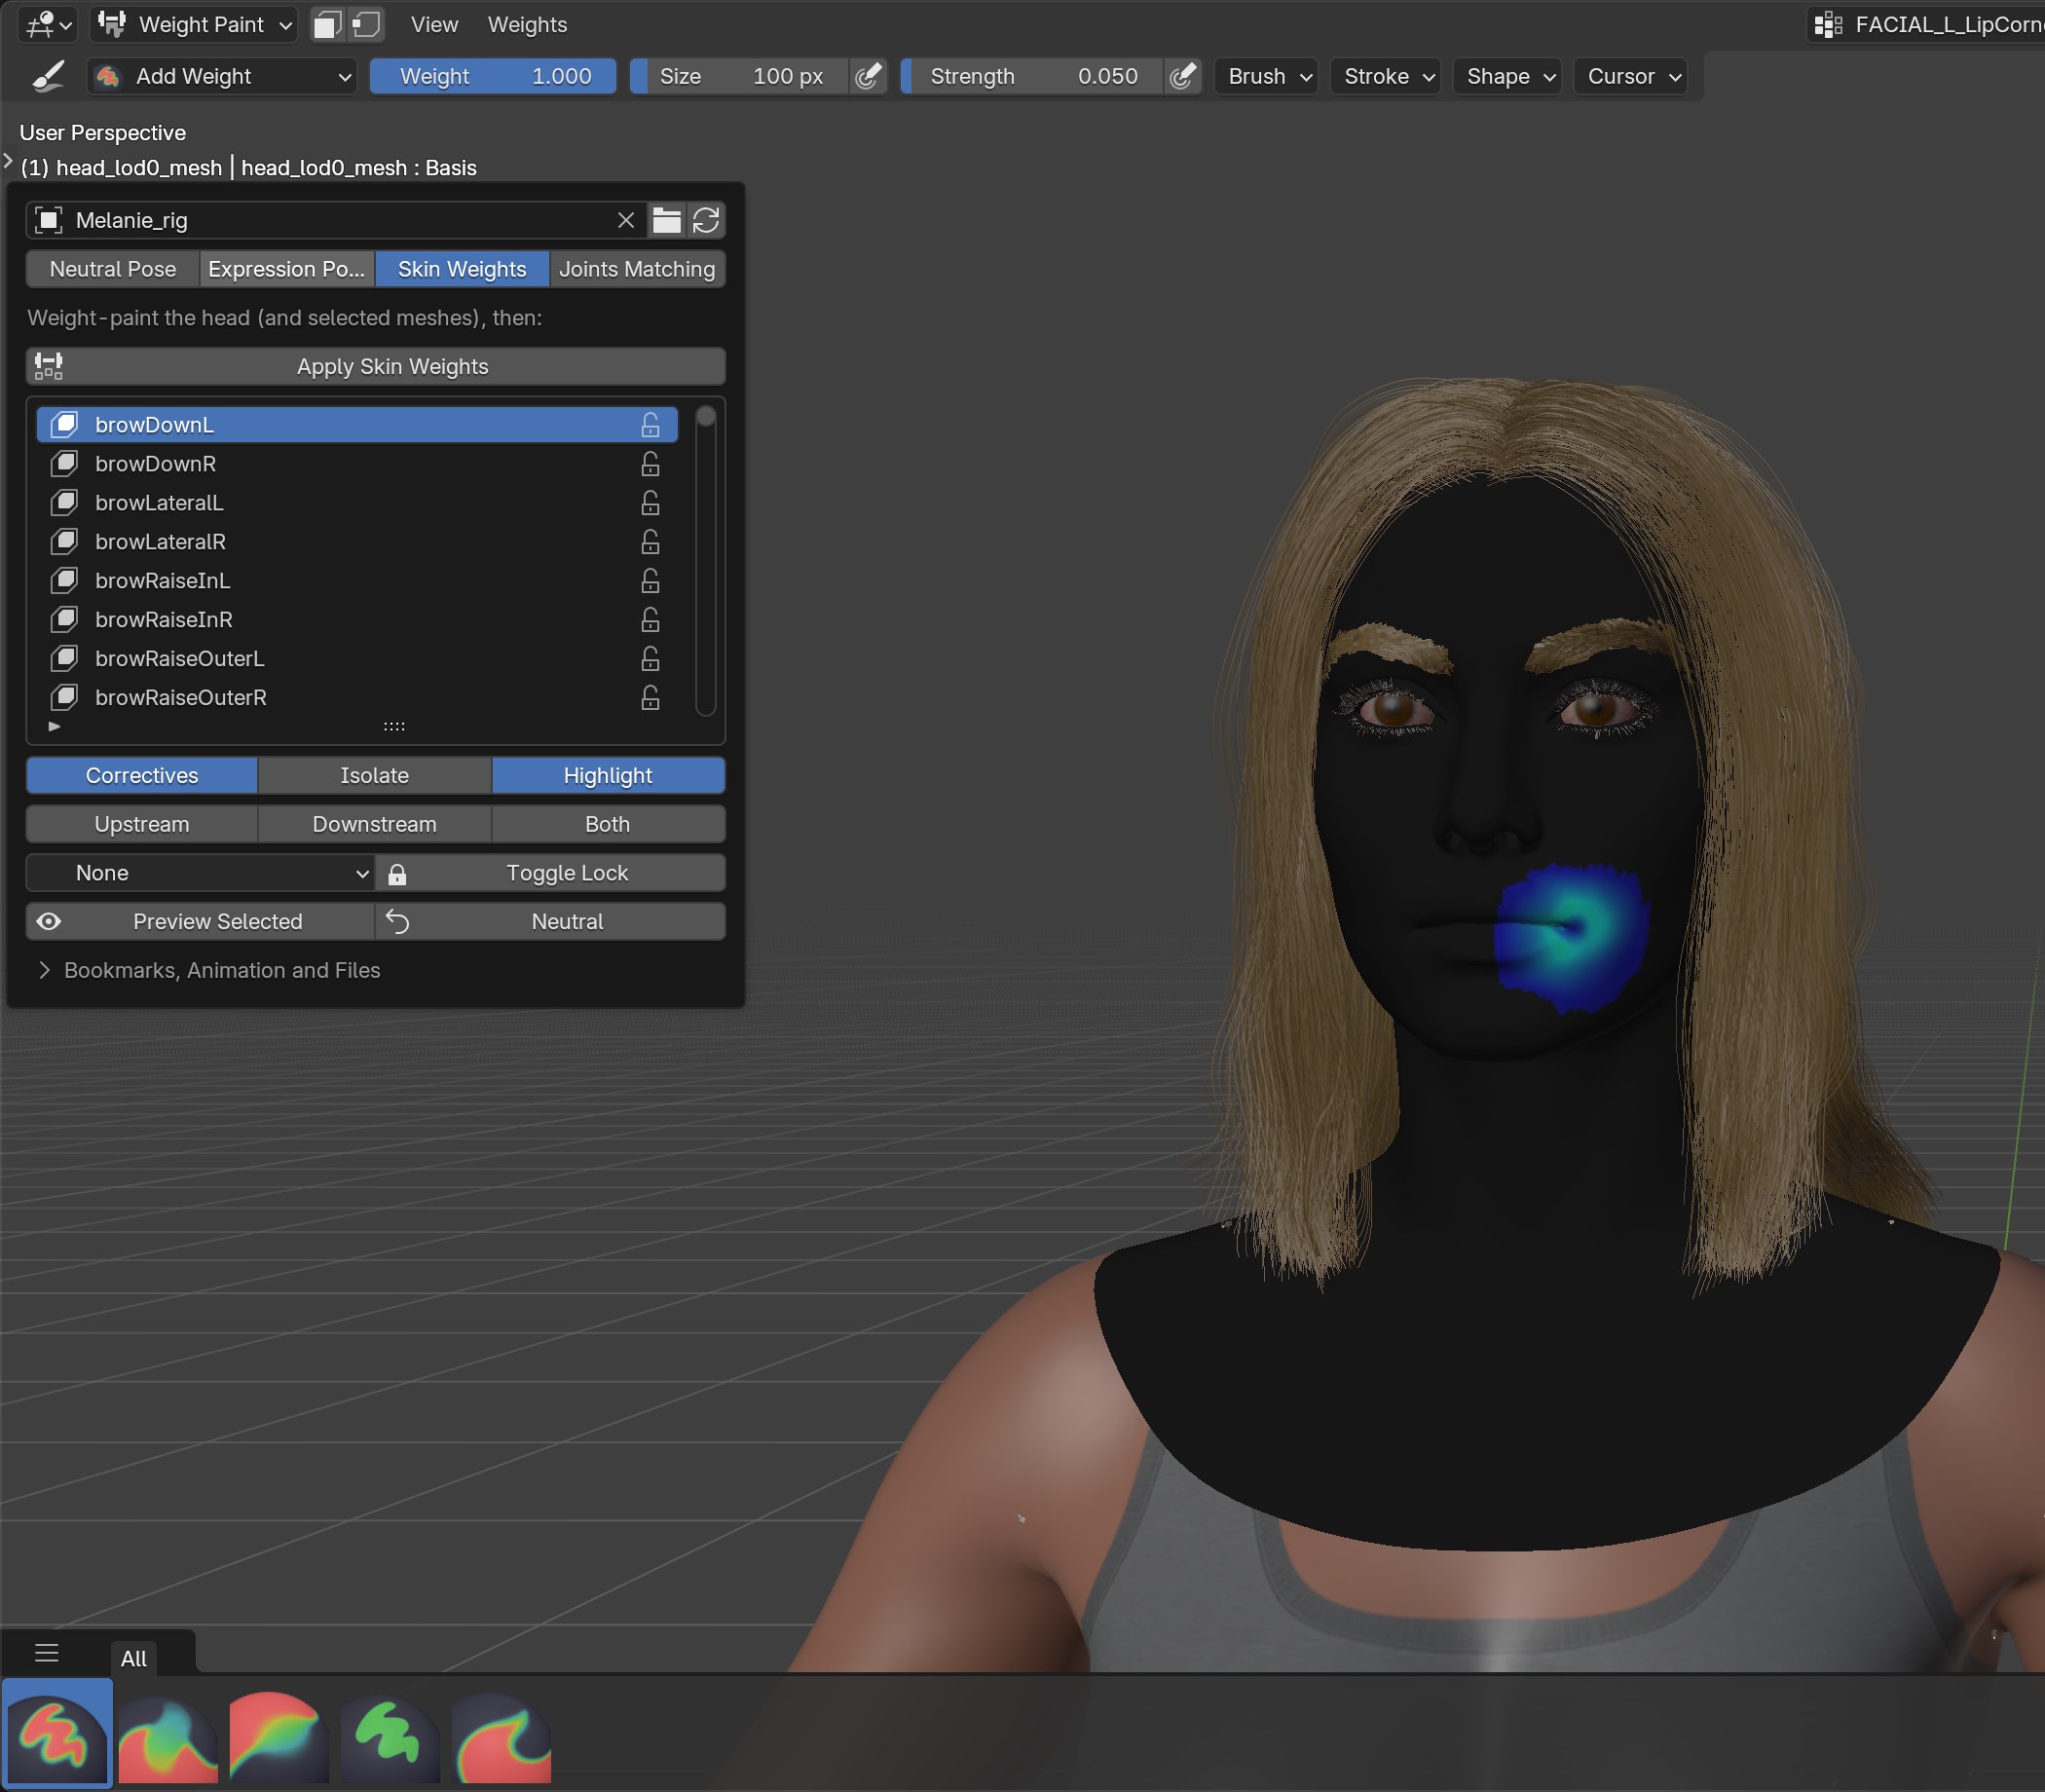 Weight Paint View Weights FACIAL_L_LipCorn
Add Weight Weight 1.000 Size 100 px Strength 0.050 Brush Stroke Shape Cursor
User Perspective
(1) head_lod0_mesh | head_lod0_mesh : Basis
Melanie_rig
Neutral Pose Expression Po... Skin Weights Joints Matching
Weight-paint the head (and selected meshes), then:
Apply Skin Weights
browDownL
browDownR
browLateralL
browLateralR
browRaiseInL
browRaiseInR
browRaiseOuterL
browRaiseOuterR
Correctives Isolate Highlight
Upstream Downstream Both
None Toggle Lock
Preview Selected Neutral
Bookmarks, Animation and Files
All